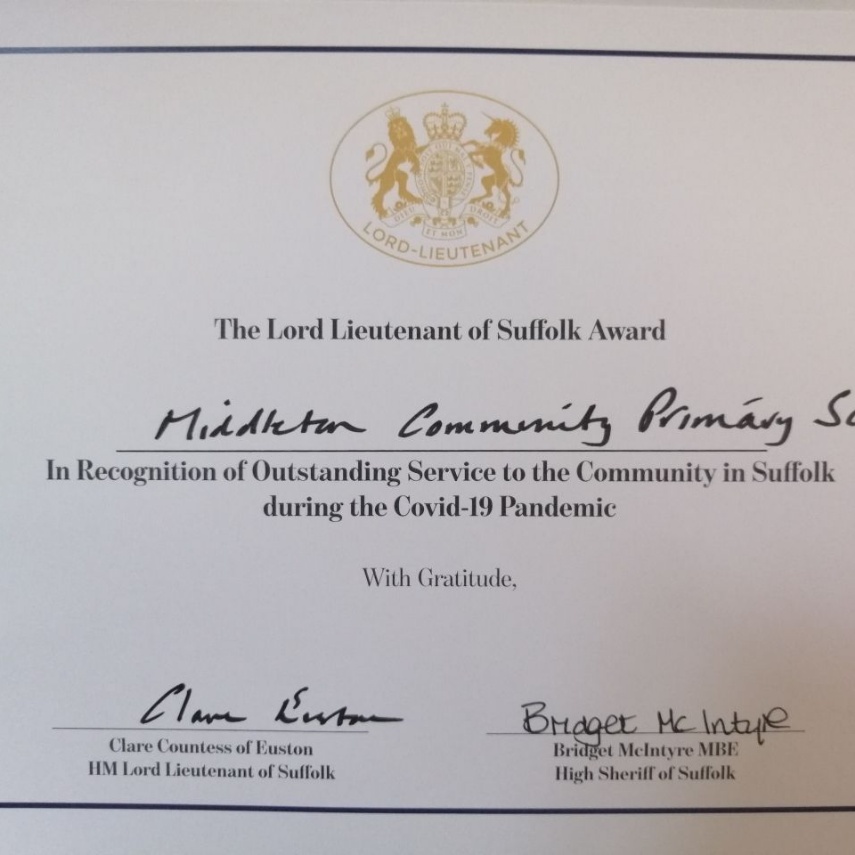 LORD-LIEUTENANT
The Lord Lieutenant of Suffolk Award
Middleton Community Primary Sc
In Recognition of Outstanding Service to the Community in Suffolk
during the Covid-19 Pandemic
With Gratitude,
Clare Euston
Bridget McIntyre
Clare Countess of Euston
Bridget McIntyre MBE
HM Lord Lieutenant of Suffolk
High Sheriff of Suffolk